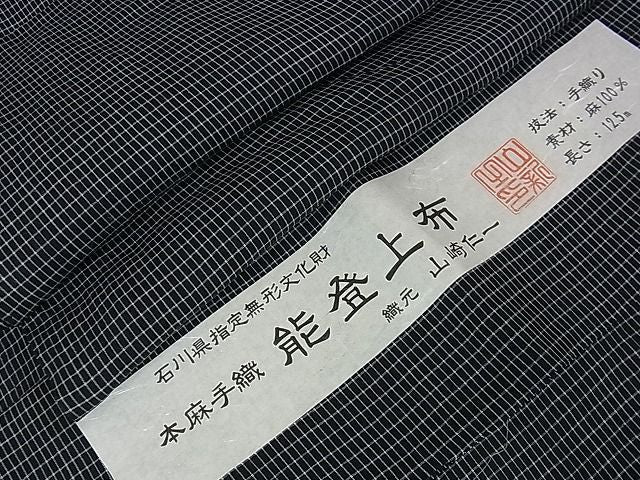 石川県指定無形文化財
本麻手織 能登上布
織元 山崎仁一
技法：手織り
素材：麻100%
長さ：12.5m